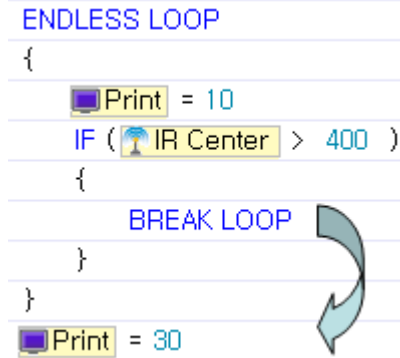 ENDLESS LOOP
{
Print = 10
IF ( IR Center > 400 )
{
BREAK LOOP
}
}
Print = 30